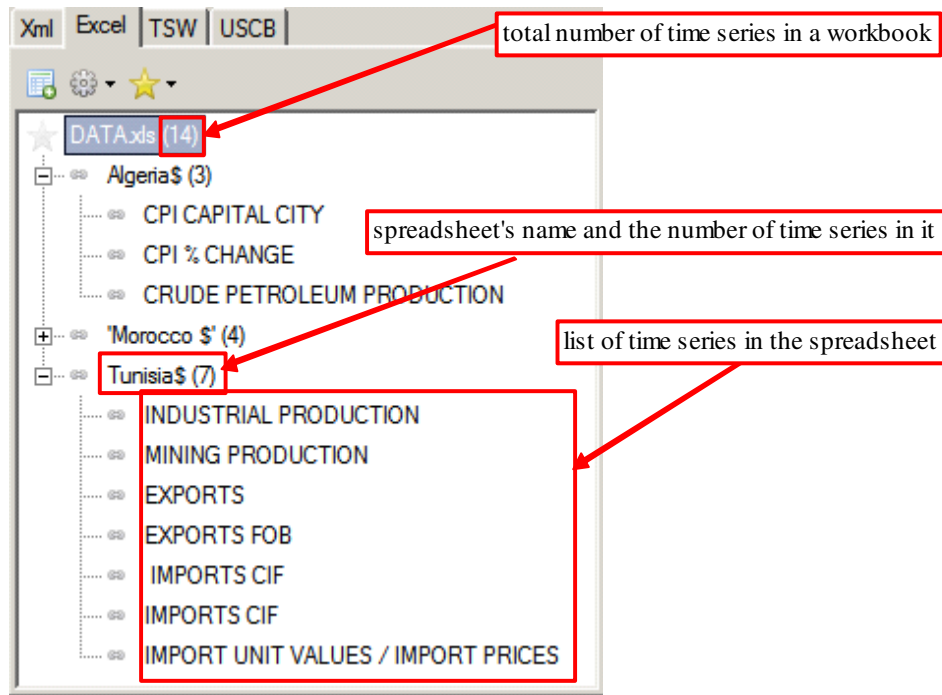 Xml Excel TSW USCB
total number of time series in a workbook
DATA.xls (14)
Algeria$ (3)
CPI CAPITAL CITY
CPI % CHANGE
spreadsheet's name and the number of time series in it
CRUDE PETROLEUM PRODUCTION
'Morocco $' (4)
list of time series in the spreadsheet
Tunisia$ (7)
INDUSTRIAL PRODUCTION
MINING PRODUCTION
EXPORTS
EXPORTS FOB
IMPORTS CIF
IMPORTS CIF
IMPORT UNIT VALUES / IMPORT PRICES